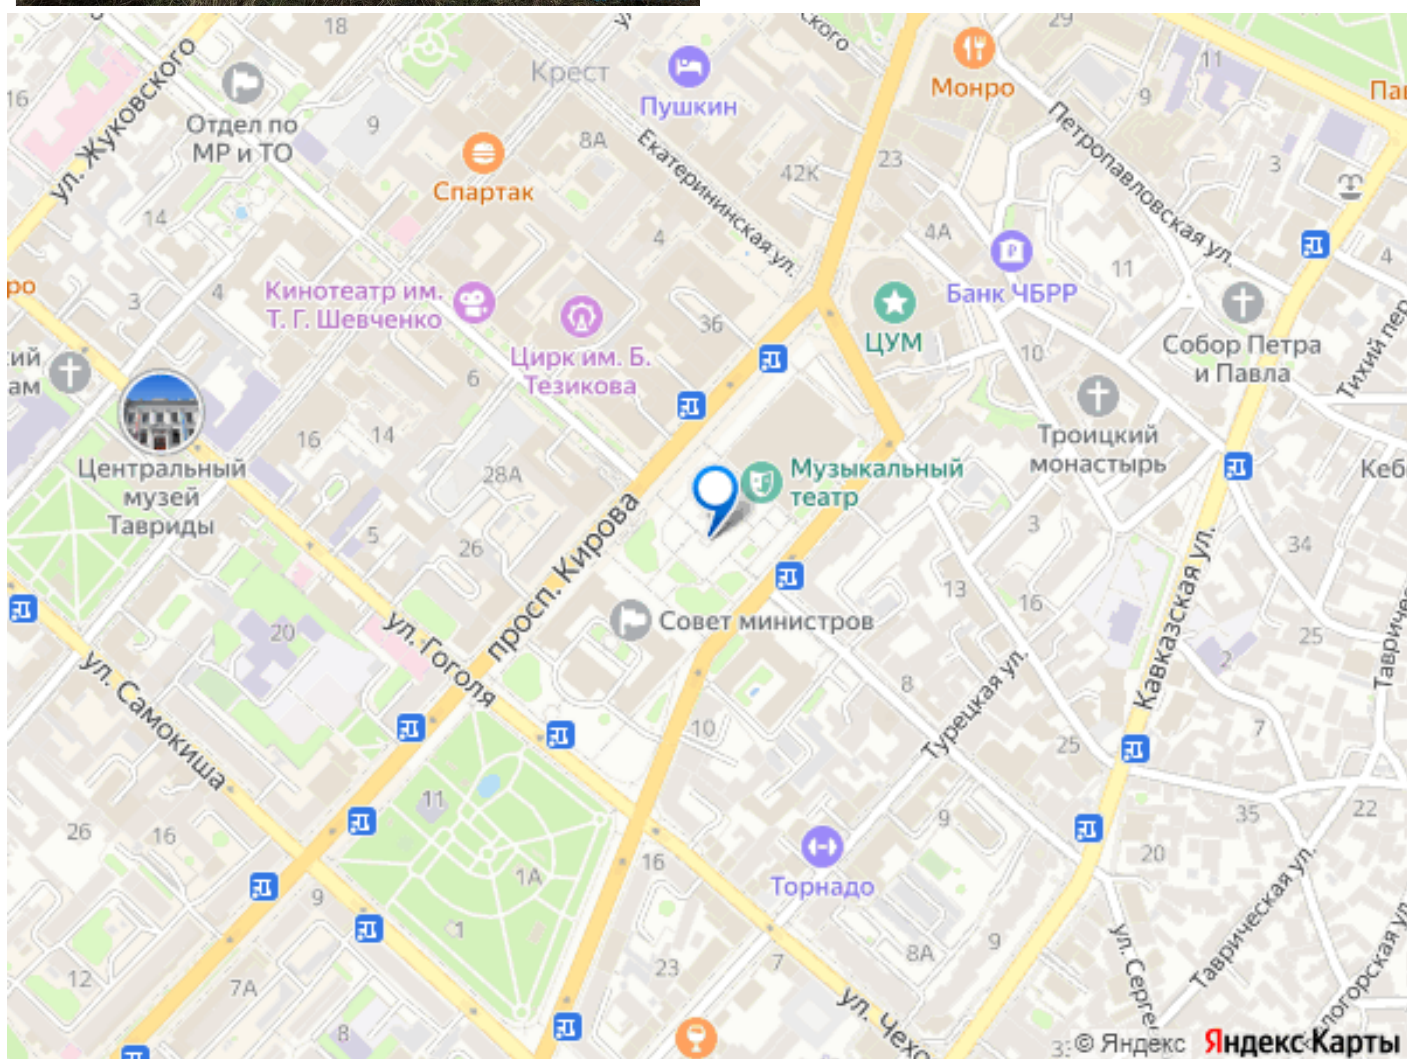 18
29
11
Крест
Пушкин
Монро
16
ул. Жуковского
Отдел по
МР и ТО
9
8А
Екатерининская ул.
42К
23
9
Петропавловская ул.
3
Спартак
14
4
4А
11
4
Банк ЧБРР
3
4
Кинотеатр им.
Т. Г. Шевченко
36
ЦУМ
10
Собор Петра
и Павла
Тихий пер.
Цирк им. Б.
Тезикова
6
16
14
Троицкий
монастырь
Центральный
музей
Тавриды
28А
Музыкальный
театр
5
26
просп. Кирова
3
34
13
16
Кавказская ул.
20
ул. Гоголя
Совет министров
25
2
ул. Самокиша
8
Турецкая ул.
10
25
7
11
26
16
9
35
22
1А
16
20
Торнадо
Таврическая ул.
9
1
8А
9
12
7А
23
7
8
© Яндекс Яндекс Карты